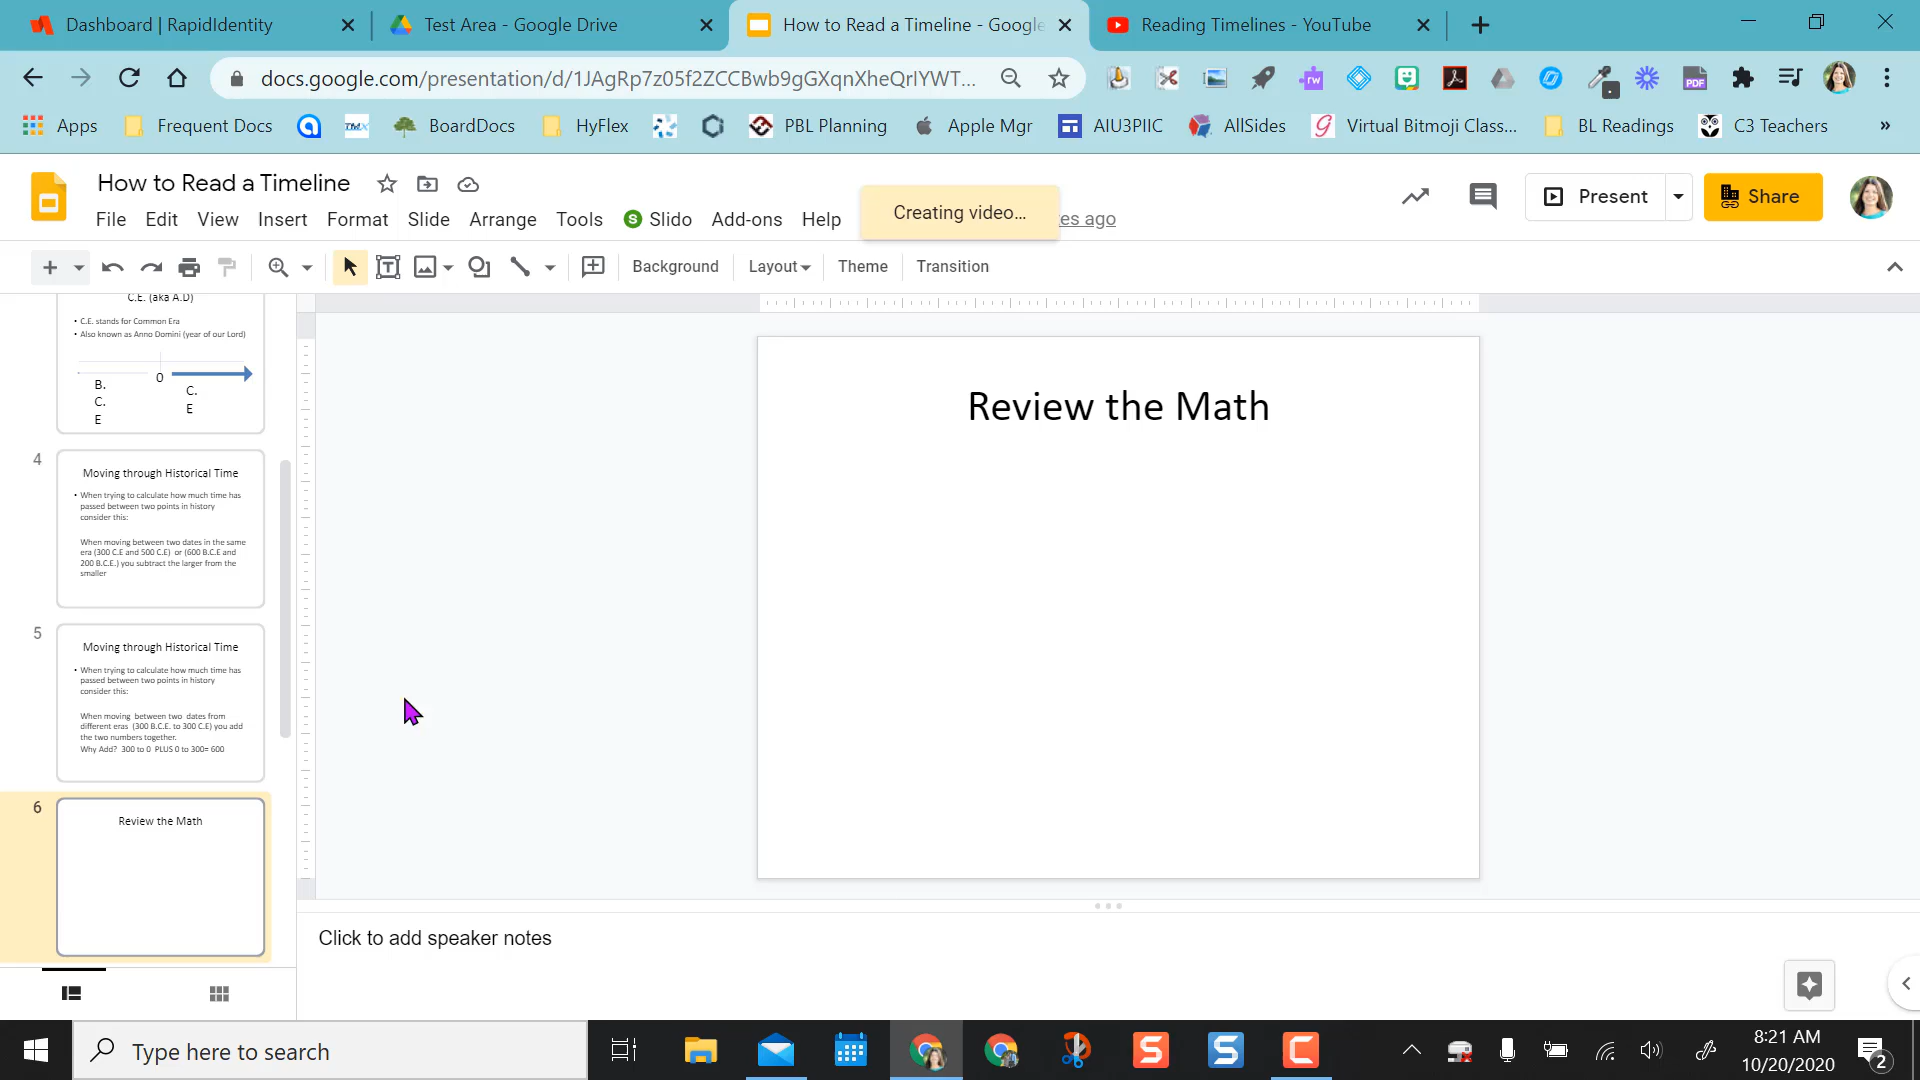 Dashboard | RapidIdentity
Test Area - Google Drive
How to Read a Timeline - Google
Reading Timelines - YouTube
docs.google.com/presentation/d/1JAgRp7z05f2ZCCBwb9gGXqnXheQrlYWT...
Apps
Frequent Docs
TMX
BoardDocs
HyFlex
PBL Planning
Apple Mgr
AIU3PIIC
AllSides
Virtual Bitmoji Class...
BL Readings
C3 Teachers
»
How to Read a Timeline
File Edit View Insert Format Slide Arrange Tools Slido Add-ons Help
Creating video...
es ago
Present
Share
Background
Layout
Theme
Transition
C.E. (aka A.D)
• C.E. stands for Common Era
• Also known as Anno Domini (year of our Lord)
0
B.
C.
E
C.
E
4
Moving through Historical Time
• When trying to calculate how much time has
passed between two points in history
consider this:
When moving between two dates in the same
era (300 C.E and 500 C.E) or (600 B.C.E and
200 B.C.E.) you subtract the larger from the
smaller
5
Moving through Historical Time
• When trying to calculate how much time has
passed between two points in history
consider this:
When moving between two dates from
different eras (300 B.C.E. to 300 C.E) you add
the two numbers together.
Why Add? 300 to 0 PLUS 0 to 300= 600
6
Review the Math
Review the Math
Click to add speaker notes
Type here to search
8:21 AM
10/20/2020
2